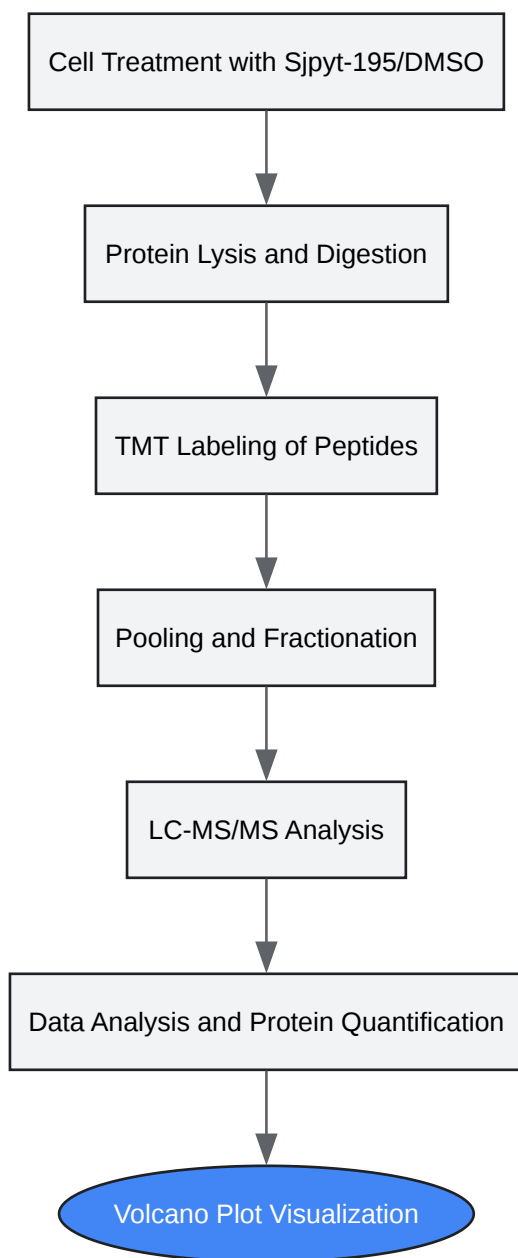 Cell Treatment with Sjpyt-195/DMSO
Protein Lysis and Digestion
TMT Labeling of Peptides
Pooling and Fractionation
LC-MS/MS Analysis
Data Analysis and Protein Quantification
Volcano Plot Visualization